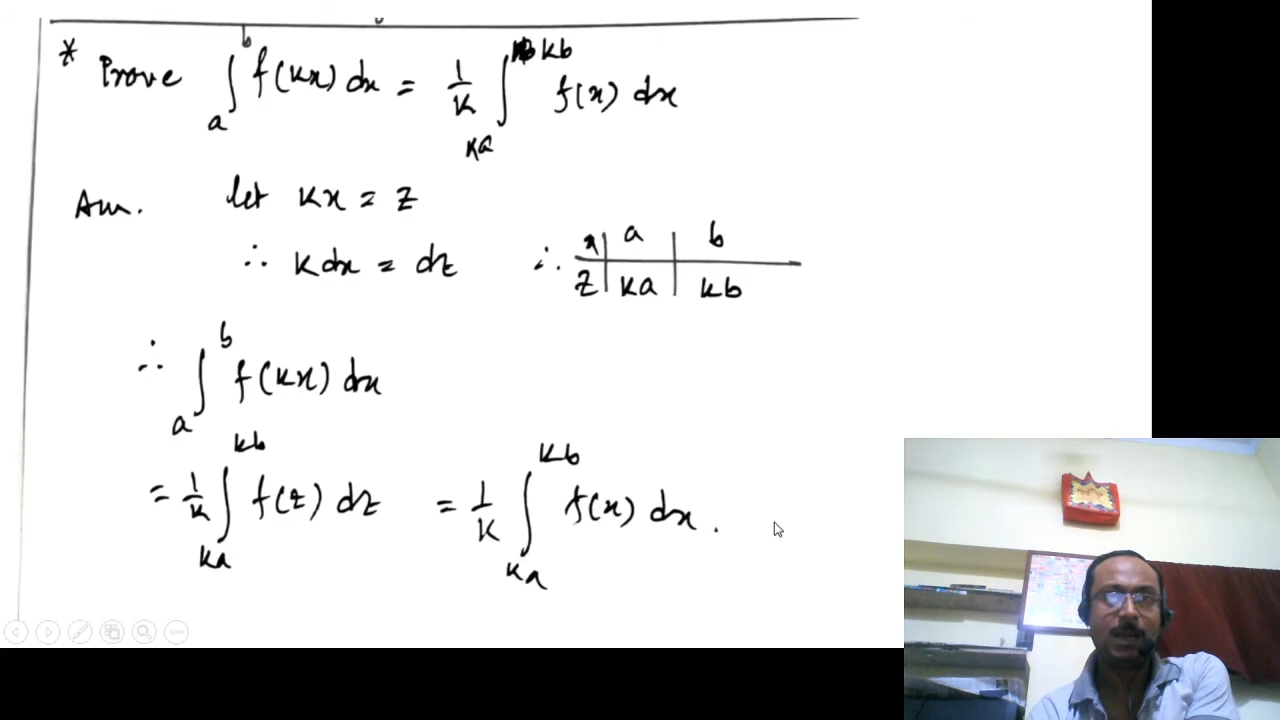 * Prove ∫_a^b f(kx) dx = 1/k ∫_ka^kb f(x) dx
Ans. let kx = z
∴ k dx = dz ∴ x | a | b
z | ka | kb
∴ ∫_a^b f(kx) dx
= 1/k ∫_ka^kb f(z) dz = 1/k ∫_ka^kb f(x) dx .